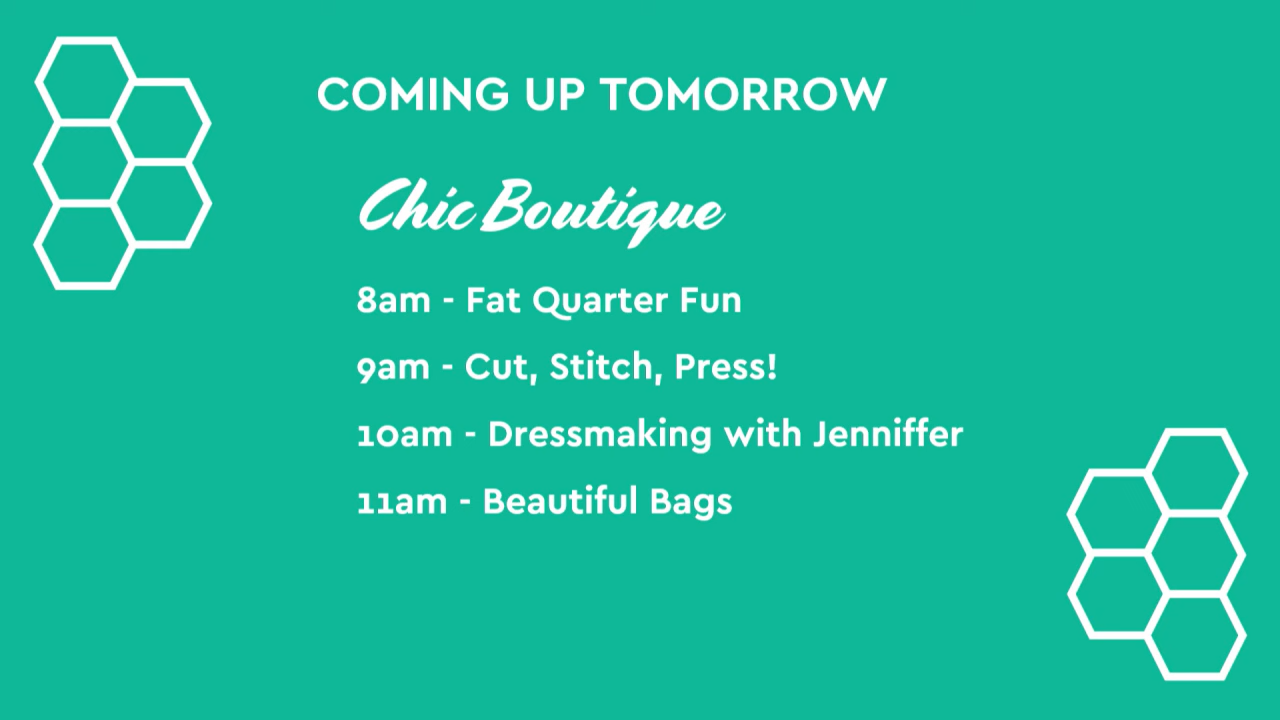 COMING UP TOMORROW
Chic Boutique
8am - Fat Quarter Fun
9am - Cut, Stitch, Press!
10am - Dressmaking with Jenniffer
11am - Beautiful Bags